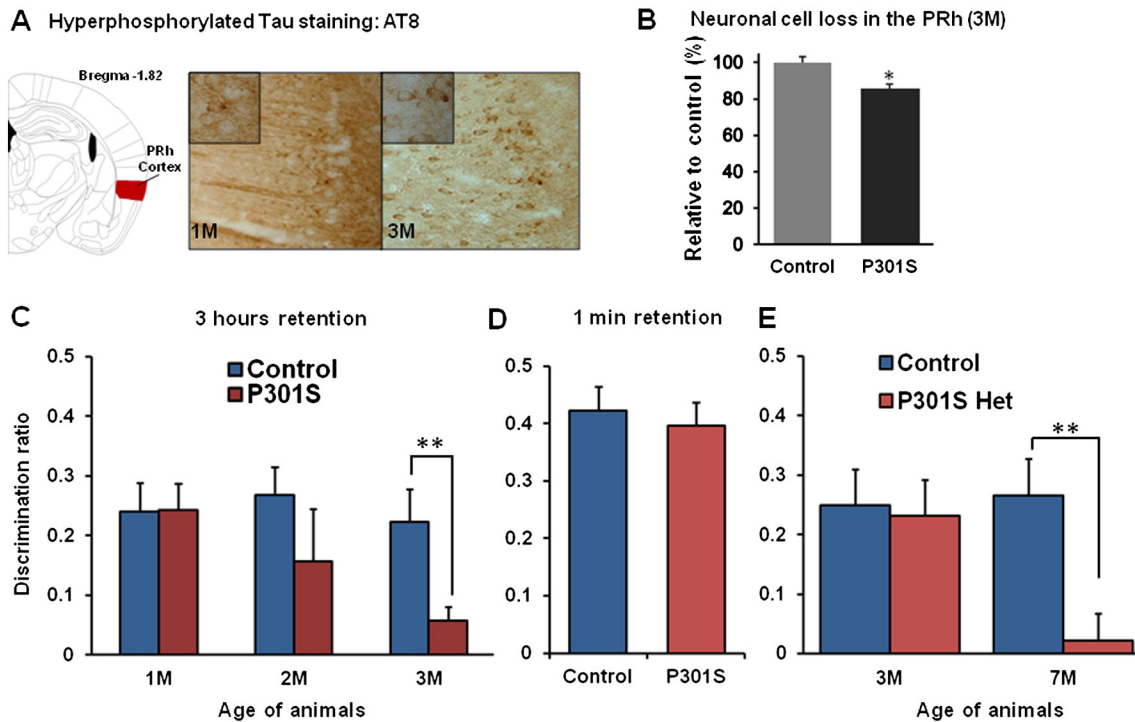 A Hyperphosphorylated Tau staining: AT8
Bregma -1.82
PRh
Cortex
1M
3M
B Neuronal cell loss in the PRh (3M)
Relative to control (%)
120
100
80
60
40
20
0
*
Control
P301S
C 3 hours retention
Discrimination ratio
0.5
0.4
0.3
0.2
0.1
0
Control
P301S
**
1M
2M
3M
Age of animals
D 1 min retention
0.5
0.4
0.3
0.2
0.1
0
Control
P301S
E
0.5
0.4
0.3
0.2
0.1
0
Control
P301S Het
**
3M
7M
Age of animals